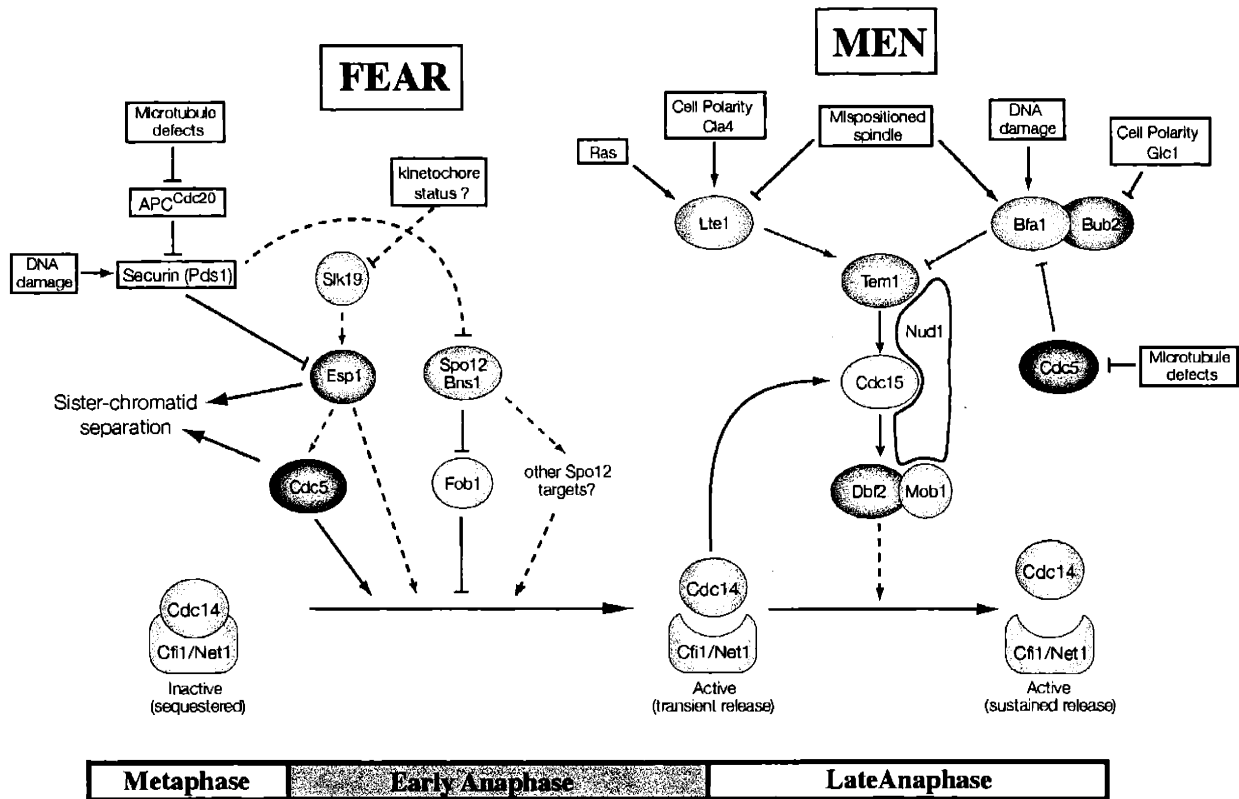 FEAR
MEN
Microtubule
defects
APCCdc20
DNA
damage
Securin (Pds1)
kinetochore
status ?
Slk19
Esp1
Spo12
Bns1
Sister-chromatid
separation
Cdc5
Fob1
other Spo12
targets?
Cdc14
Cfi1/Net1
Inactive
(sequestered)
Ras
Cell Polarity
Cla4
Mispositioned
spindle
DNA
damage
Cell Polarity
Glc1
Lte1
Bfa1
Bub2
Tem1
Nud1
Cdc15
Cdc5
Microtubule
defects
Dbf2
Mob1
Cdc14
Cfi1/Net1
Active
(transient release)
Cdc14
Cfi1/Net1
Active
(sustained release)
Metaphase
Early Anaphase
LateAnaphase